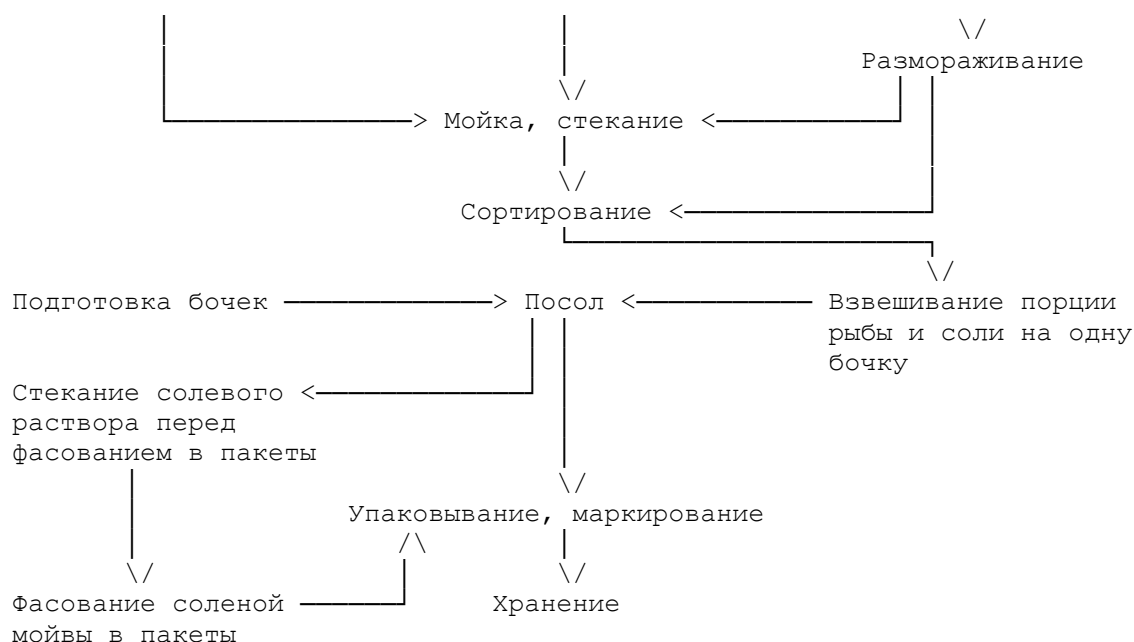 Размораживание
Мойка, стекание
Сортирование
Подготовка бочек
Посол
Взвешивание порции
рыбы и соли на одну
бочку
Стекание солевого
раствора перед
фасованием в пакеты
Упаковывание, маркирование
Фасование соленой
мойвы в пакеты
Хранение